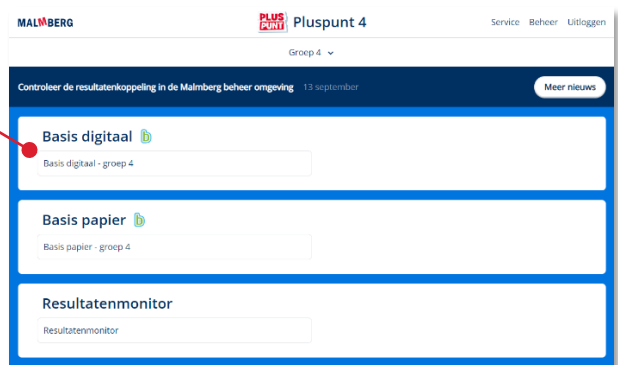 MALMBERG
PLUS PUNT Pluspunt 4
Service Beheer Uitloggen
Groep 4
Controleer de resultatenkoppeling in de Malmberg beheer omgeving 13 september
Meer nieuws
Basis digitaal b
Basis digitaal - groep 4
Basis papier b
Basis papier - groep 4
Resultatenmonitor
Resultatenmonitor